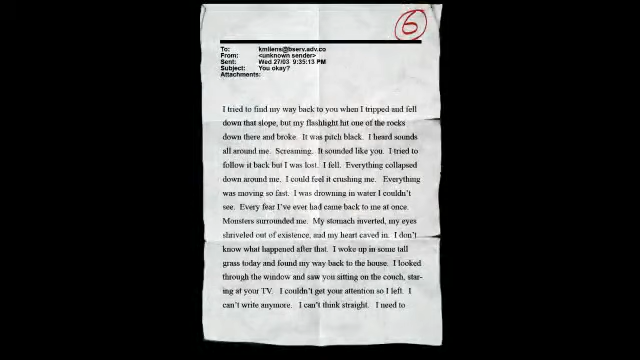 6
To: kmllens@bserv.adv.co
From: <unknown sender>
Sent: Wed 27/03 9:35:13 PM
Subject: You okay?
Attachments:
I tried to find my way back to you when I tripped and fell
down that slope, but my flashlight hit one of the rocks
down there and broke. It was pitch black. I heard sounds
all around me. Screaming. It sounded like you. I tried to
follow it back but I was lost. I fell. Everything collapsed
down around me. I could feel it crushing me. Everything
was moving so fast. I was drowning in water I couldn't
see. Every fear I've ever had came back to me at once.
Monsters surrounded me. My stomach inverted, my eyes
shriveled out of existence, and my heart caved in. I don't
know what happened after that. I woke up in some tall
grass today and found my way back to the house. I looked
through the window and saw you sitting on the couch, star-
ing at your TV. I couldn't get your attention so I left. I
can't write anymore. I can't think straight. I need to